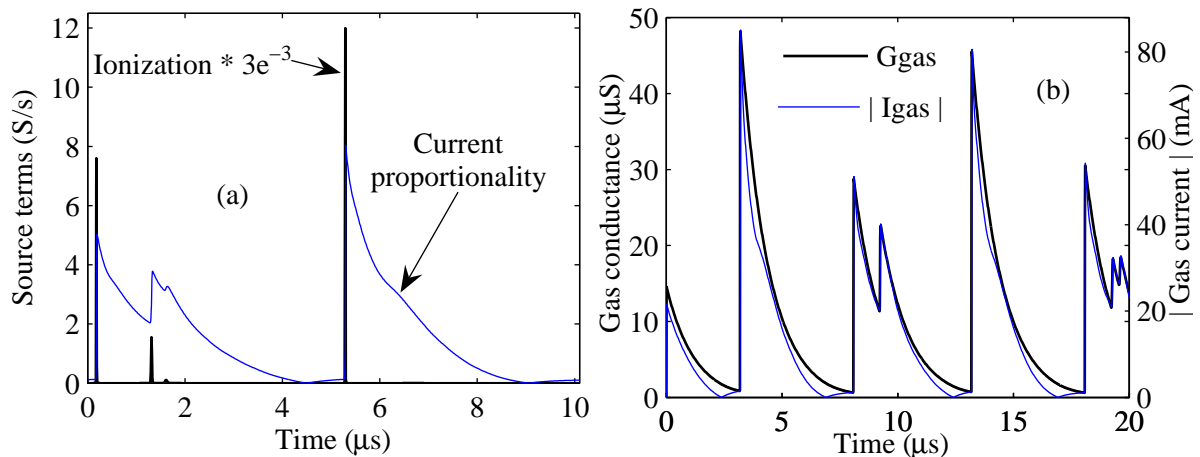 12
10
8
6
4
2
0
Source terms (S/s)
Ionization * 3e⁻³
(a)
Current
proportionality
0 2 4 6 8 10
Time (μs)
50
40
30
20
10
0
Gas conductance (μS)
Ggas
| Igas |
(b)
80
60
40
20
0
| Gas current | (mA)
0 5 10 15 20
Time (μs)